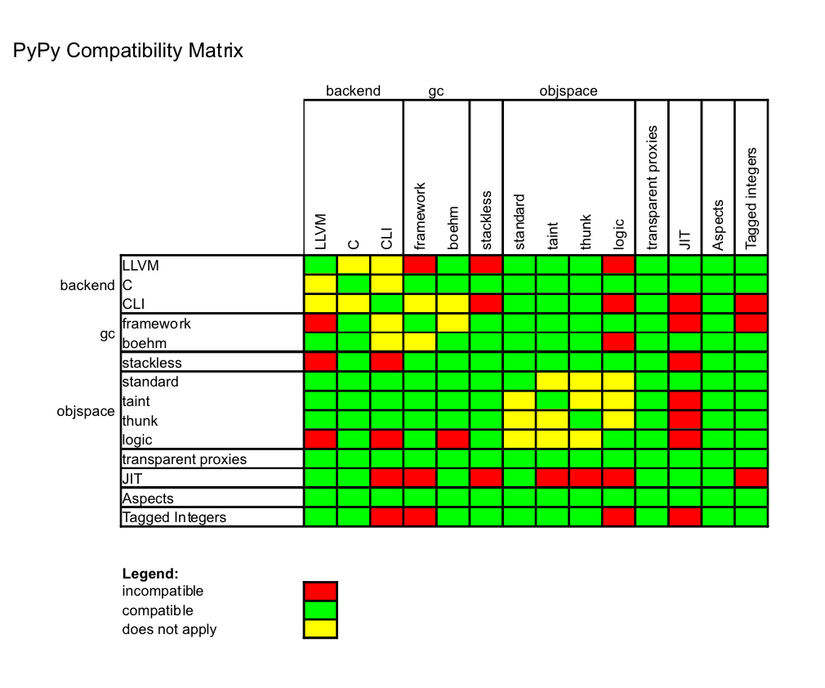 PyPy Compatibility Matrix
backend gc objspace
LLVM
C
CLI
framework
boehm
stackless
standard
taint
thunk
logic
transparent proxies
JIT
Aspects
Tagged integers
LLVM
backend C
CLI
framework
gc
boehm
stackless
standard
taint
objspace
thunk
logic
transparent proxies
JIT
Aspects
Tagged Integers
Legend:
incompatible
compatible
does not apply